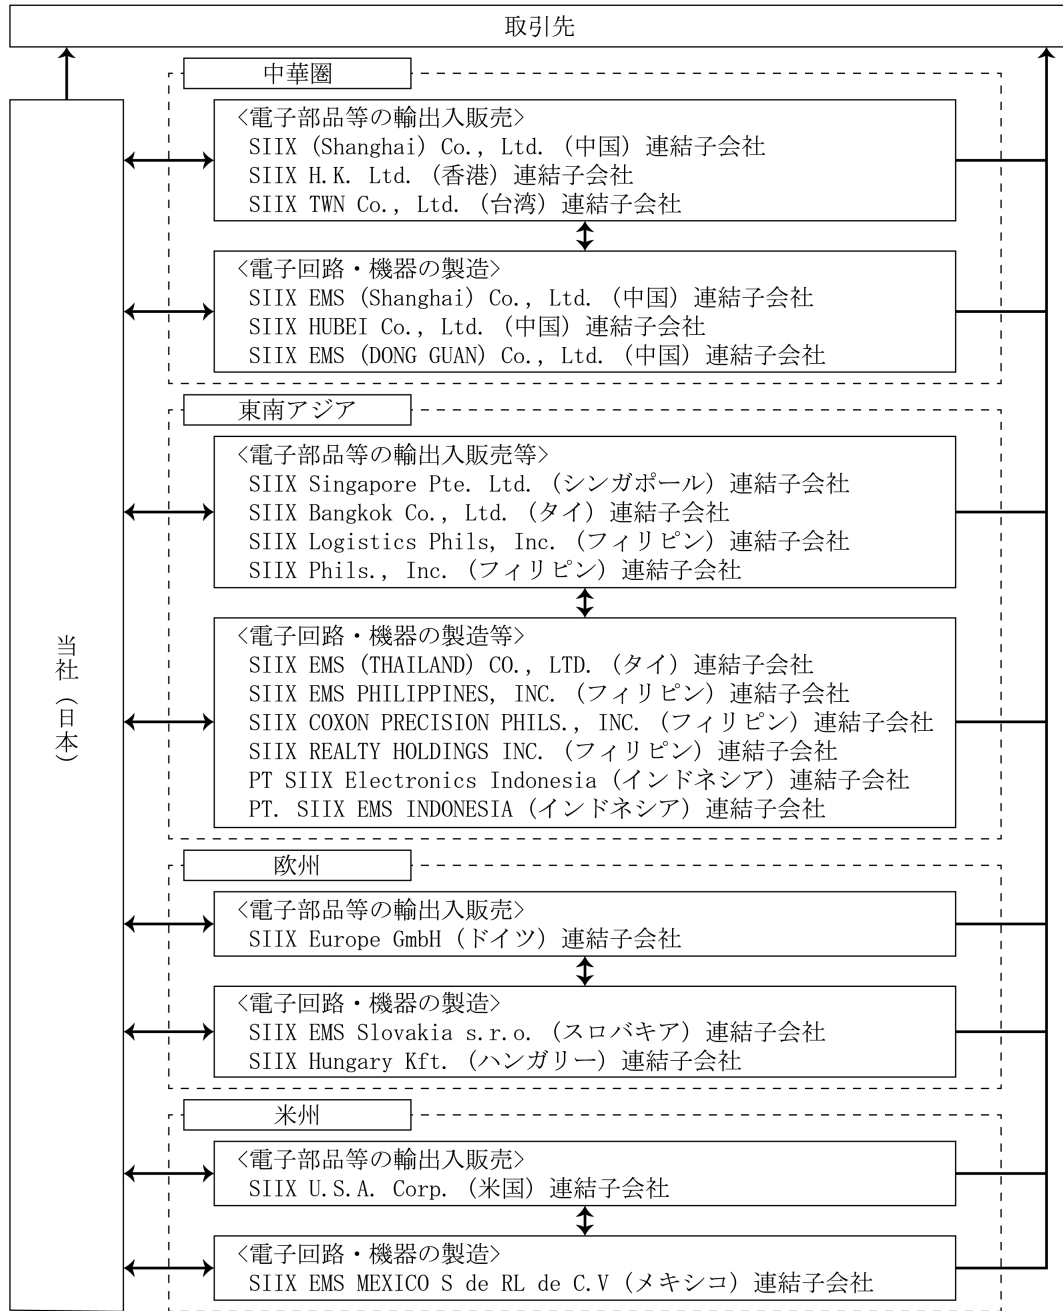 取引先
中華圏
<電子部品等の輸出入販売>
SIIX (Shanghai) Co., Ltd. (中国) 連結子会社
SIIX H.K. Ltd. (香港) 連結子会社
SIIX TWN Co., Ltd. (台湾) 連結子会社
<電子回路・機器の製造>
SIIX EMS (Shanghai) Co., Ltd. (中国) 連結子会社
SIIX HUBEI Co., Ltd. (中国) 連結子会社
SIIX EMS (DONG GUAN) Co., Ltd. (中国) 連結子会社
東南アジア
<電子部品等の輸出入販売等>
SIIX Singapore Pte. Ltd. (シンガポール) 連結子会社
SIIX Bangkok Co., Ltd. (タイ) 連結子会社
SIIX Logistics Phils, Inc. (フィリピン) 連結子会社
SIIX Phils., Inc. (フィリピン) 連結子会社
<電子回路・機器の製造等>
SIIX EMS (THAILAND) CO., LTD. (タイ) 連結子会社
SIIX EMS PHILIPPINES, INC. (フィリピン) 連結子会社
SIIX COXON PRECISION PHILS., INC. (フィリピン) 連結子会社
SIIX REALTY HOLDINGS INC. (フィリピン) 連結子会社
PT SIIX Electronics Indonesia (インドネシア) 連結子会社
PT. SIIX EMS INDONESIA (インドネシア) 連結子会社
当社(日本)
欧州
<電子部品等の輸出入販売>
SIIX Europe GmbH (ドイツ) 連結子会社
<電子回路・機器の製造>
SIIX EMS Slovakia s.r.o. (スロバキア) 連結子会社
SIIX Hungary Kft. (ハンガリー) 連結子会社
米州
<電子部品等の輸出入販売>
SIIX U.S.A. Corp. (米国) 連結子会社
<電子回路・機器の製造>
SIIX EMS MEXICO S de RL de C.V (メキシコ) 連結子会社